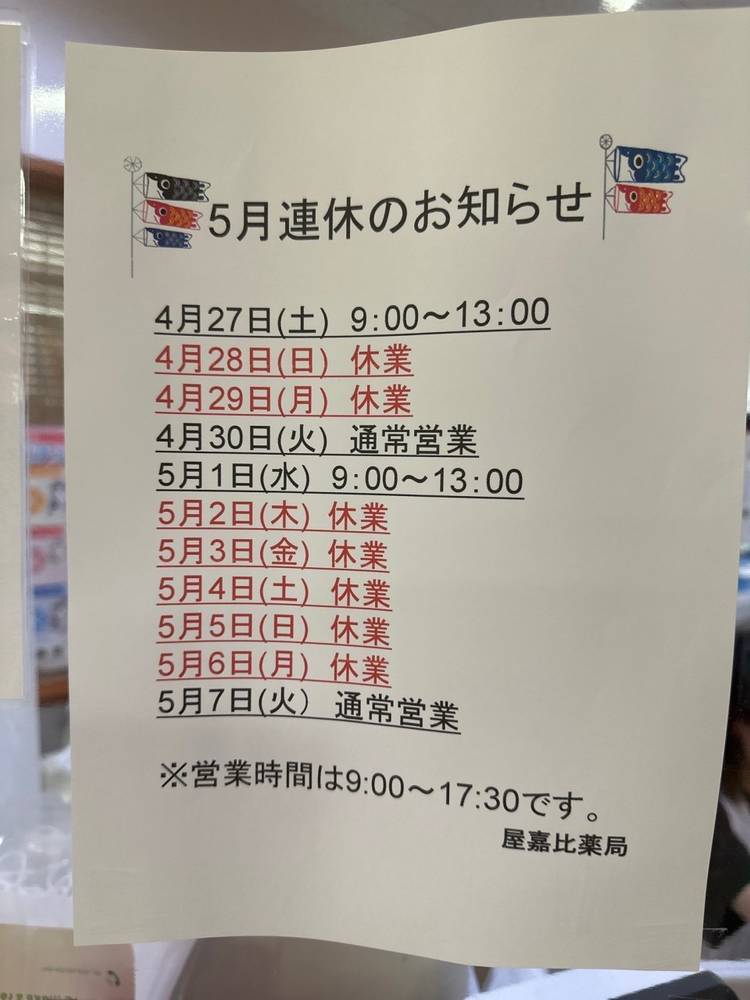 5月連休のお知らせ
4月27日(土) 9:00〜13:00
4月28日(日) 休業
4月29日(月) 休業
4月30日(火) 通常営業
5月1日(水) 9:00〜13:00
5月2日(木) 休業
5月3日(金) 休業
5月4日(土) 休業
5月5日(日) 休業
5月6日(月) 休業
5月7日(火) 通常営業
※営業時間は9:00〜17:30です。
屋嘉比薬局